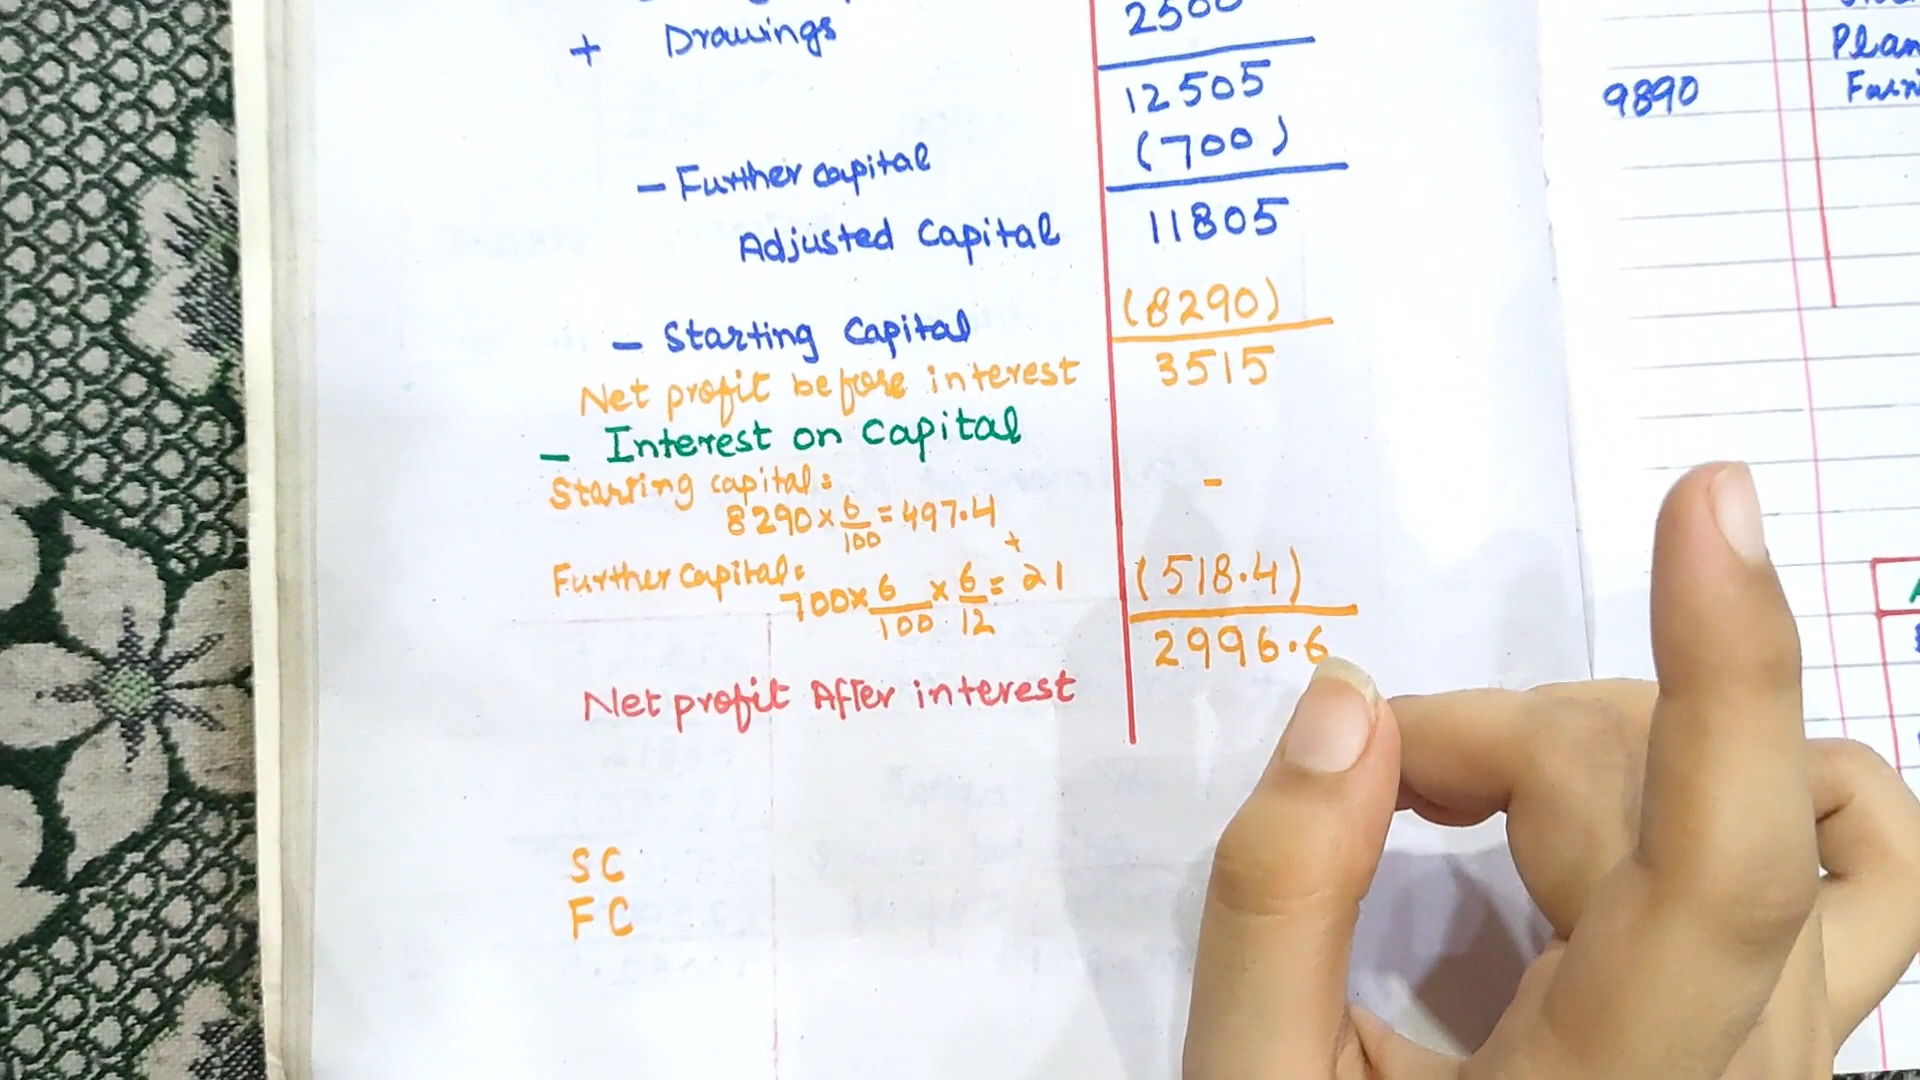 + Drawings 2500
12505
- Further capital (700)
Adjusted Capital 11805
- Starting Capital (8290)
Net profit before interest 3515
- Interest on Capital
Starting capital: -
8290 × 6/100 = 497.4
+
Further Capital: (518.4)
700 × 6/100 × 6/12 = 21
2996.6
Net profit After interest
SC
FC
9890